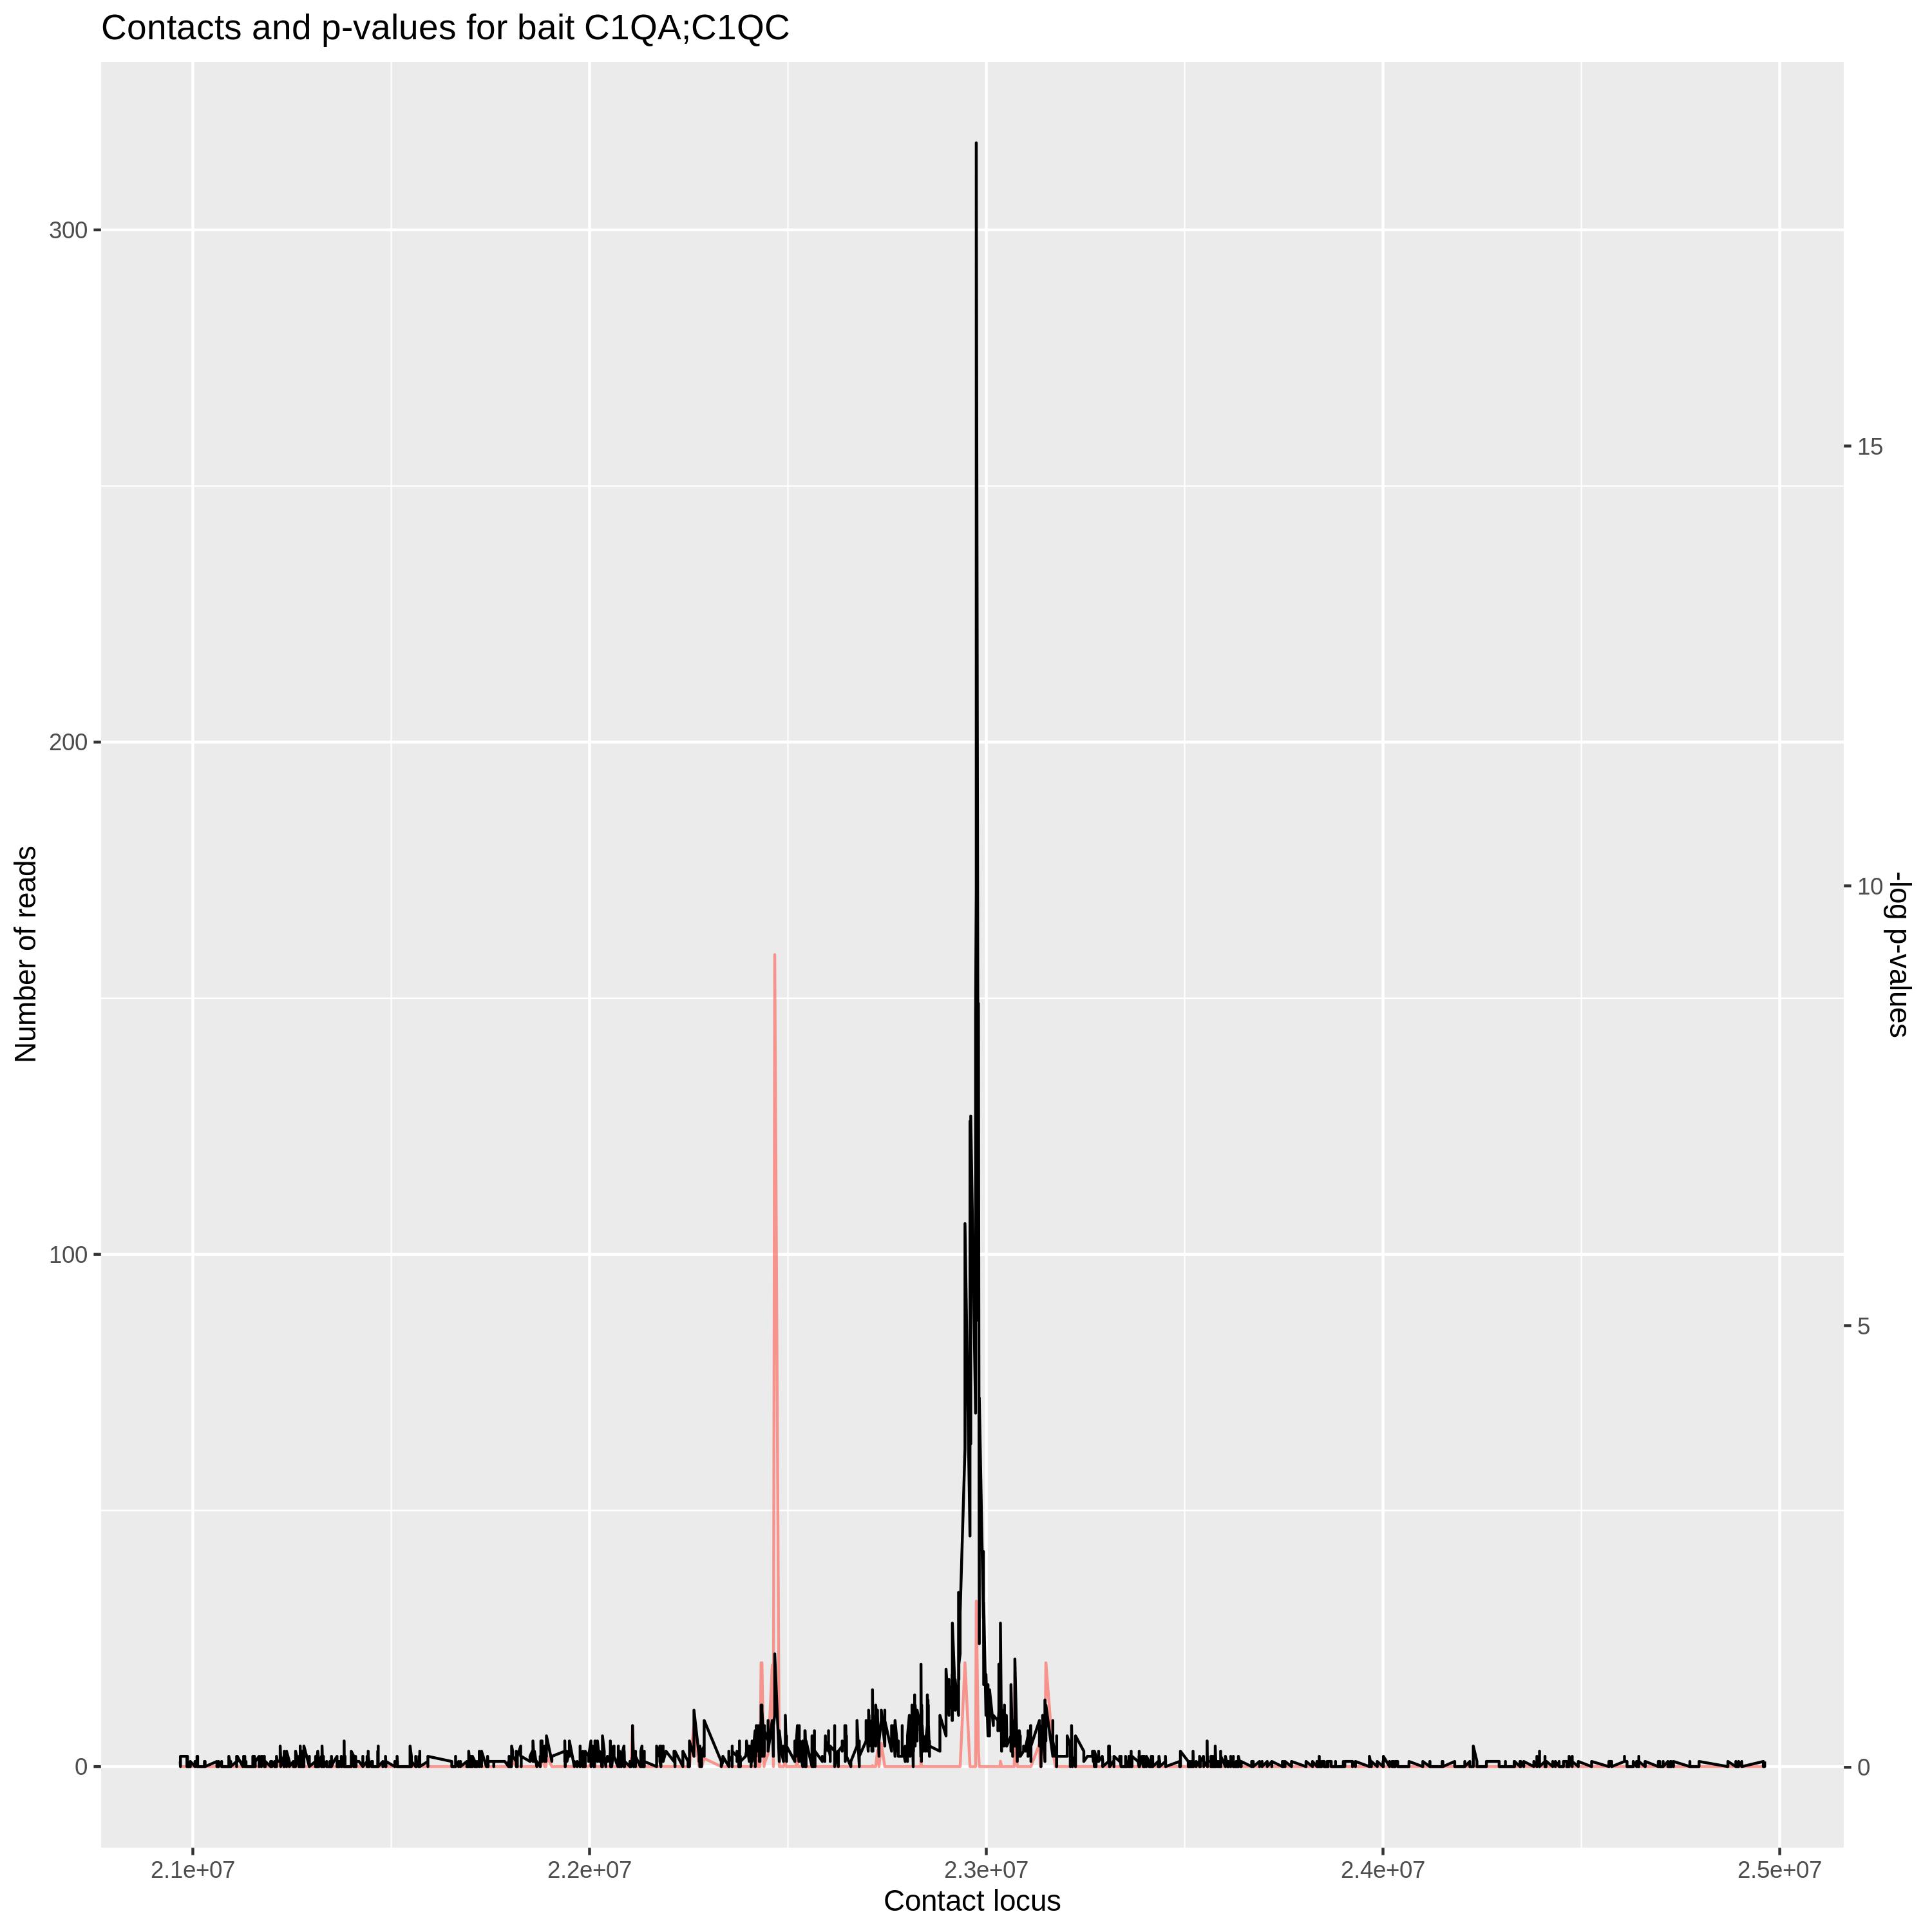 Contacts and p-values for bait C1QA;C1QC
300
200
100
0
Number of reads
15
10
5
0
-log p-values
2.1e+07
2.2e+07
2.3e+07
2.4e+07
2.5e+07
Contact locus